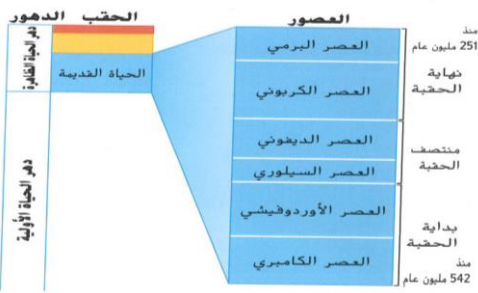 العصور
الحقب
الدهور
منذ
251 مليون عام
العصر البرمي
دهر الحياة الظاهرة
الحياة القديمة
نهاية
الحقبة
العصر الكربوني
العصر الديفوني
منتصف
الحقبة
العصر السيلوري
دهر الحياة الأولية
العصر الأوردوفيشي
بداية
الحقبة
العصر الكامبري
منذ
542 مليون عام